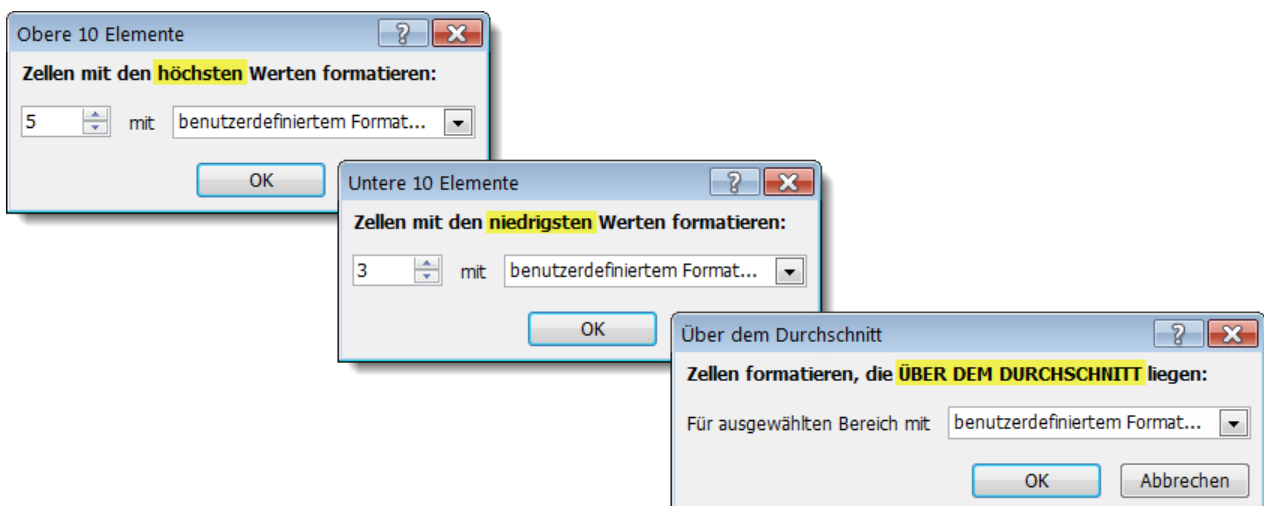 Obere 10 Elemente
Zellen mit den höchsten Werten formatieren:
5 mit benutzerdefiniertem Format...
OK
Untere 10 Elemente
Zellen mit den niedrigsten Werten formatieren:
3 mit benutzerdefiniertem Format...
OK
Über dem Durchschnitt
Zellen formatieren, die ÜBER DEM DURCHSCHNITT liegen:
Für ausgewählten Bereich mit benutzerdefiniertem Format...
OK Abbrechen